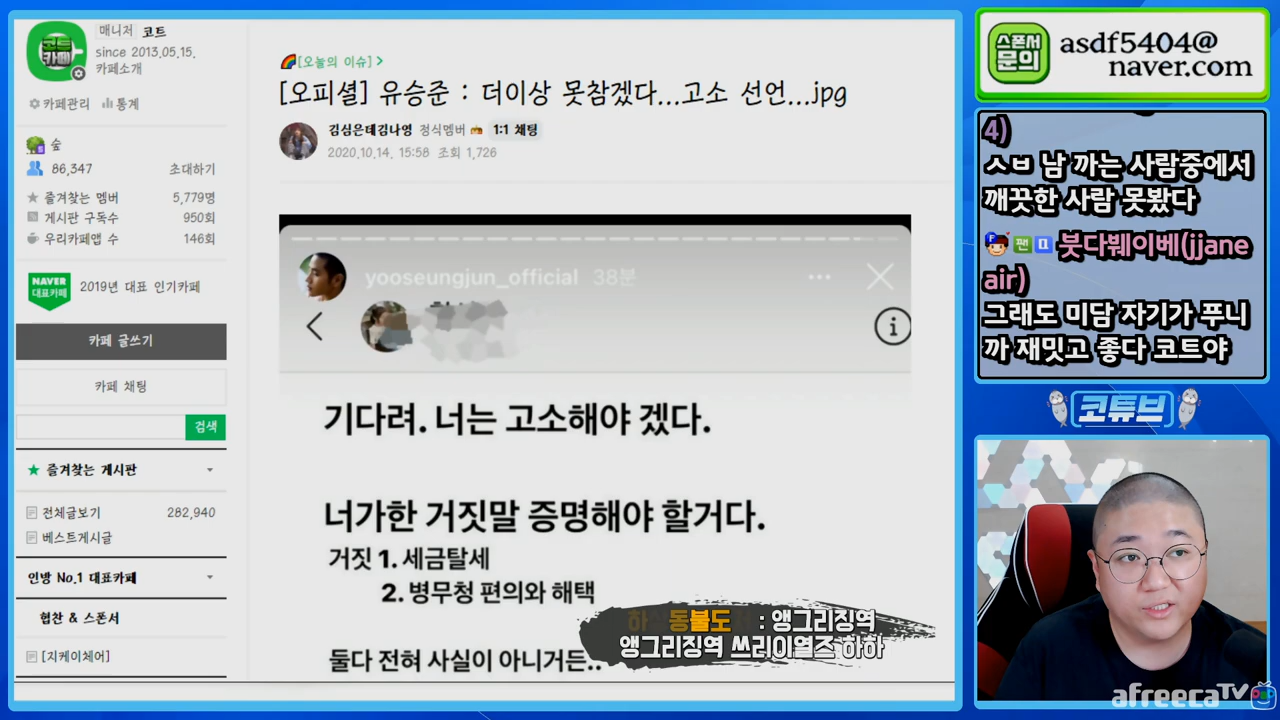 코트
카페
매니저 코트
since 2013.05.15.
카페소개
카페관리 통계
숲
86,347 초대하기
즐겨찾는 멤버 5,779명
게시판 구독수 950회
우리카페앱 수 146회
NAVER
대표카페
2019년 대표 인기카페
카페 글쓰기
카페 채팅
검색
즐겨찾는 게시판
전체글보기 282,940
베스트게시글
인방 No.1 대표카페
협찬 & 스폰서
[지케이체어]
[오늘의 이슈] >
[오피셜] 유승준 : 더이상 못참겠다...고소 선언...jpg
김심은데김나영 정식멤버 1:1 채팅
2020.10.14. 15:58 조회 1,726
yooseungjun_official 38분
기다려. 너는 고소해야 겠다.
너가한 거짓말 증명해야 할거다.
거짓 1. 세금탈세
2. 병무청 편의와 해택
둘다 전혀 사실이 아니거든..
동불도 : 앵그리징역
앵그리징역 쓰리이열즈 하하
스폰서
문의
asdf5404@
naver.com
4)
ㅅㅂ 남 까는 사람중에서
깨끗한 사람 못봤다
팬 붓다붸이베(jjane
air)
그래도 미담 자기가 푸니
까 재밋고 좋다 코트야
코튜브
afreecaTV